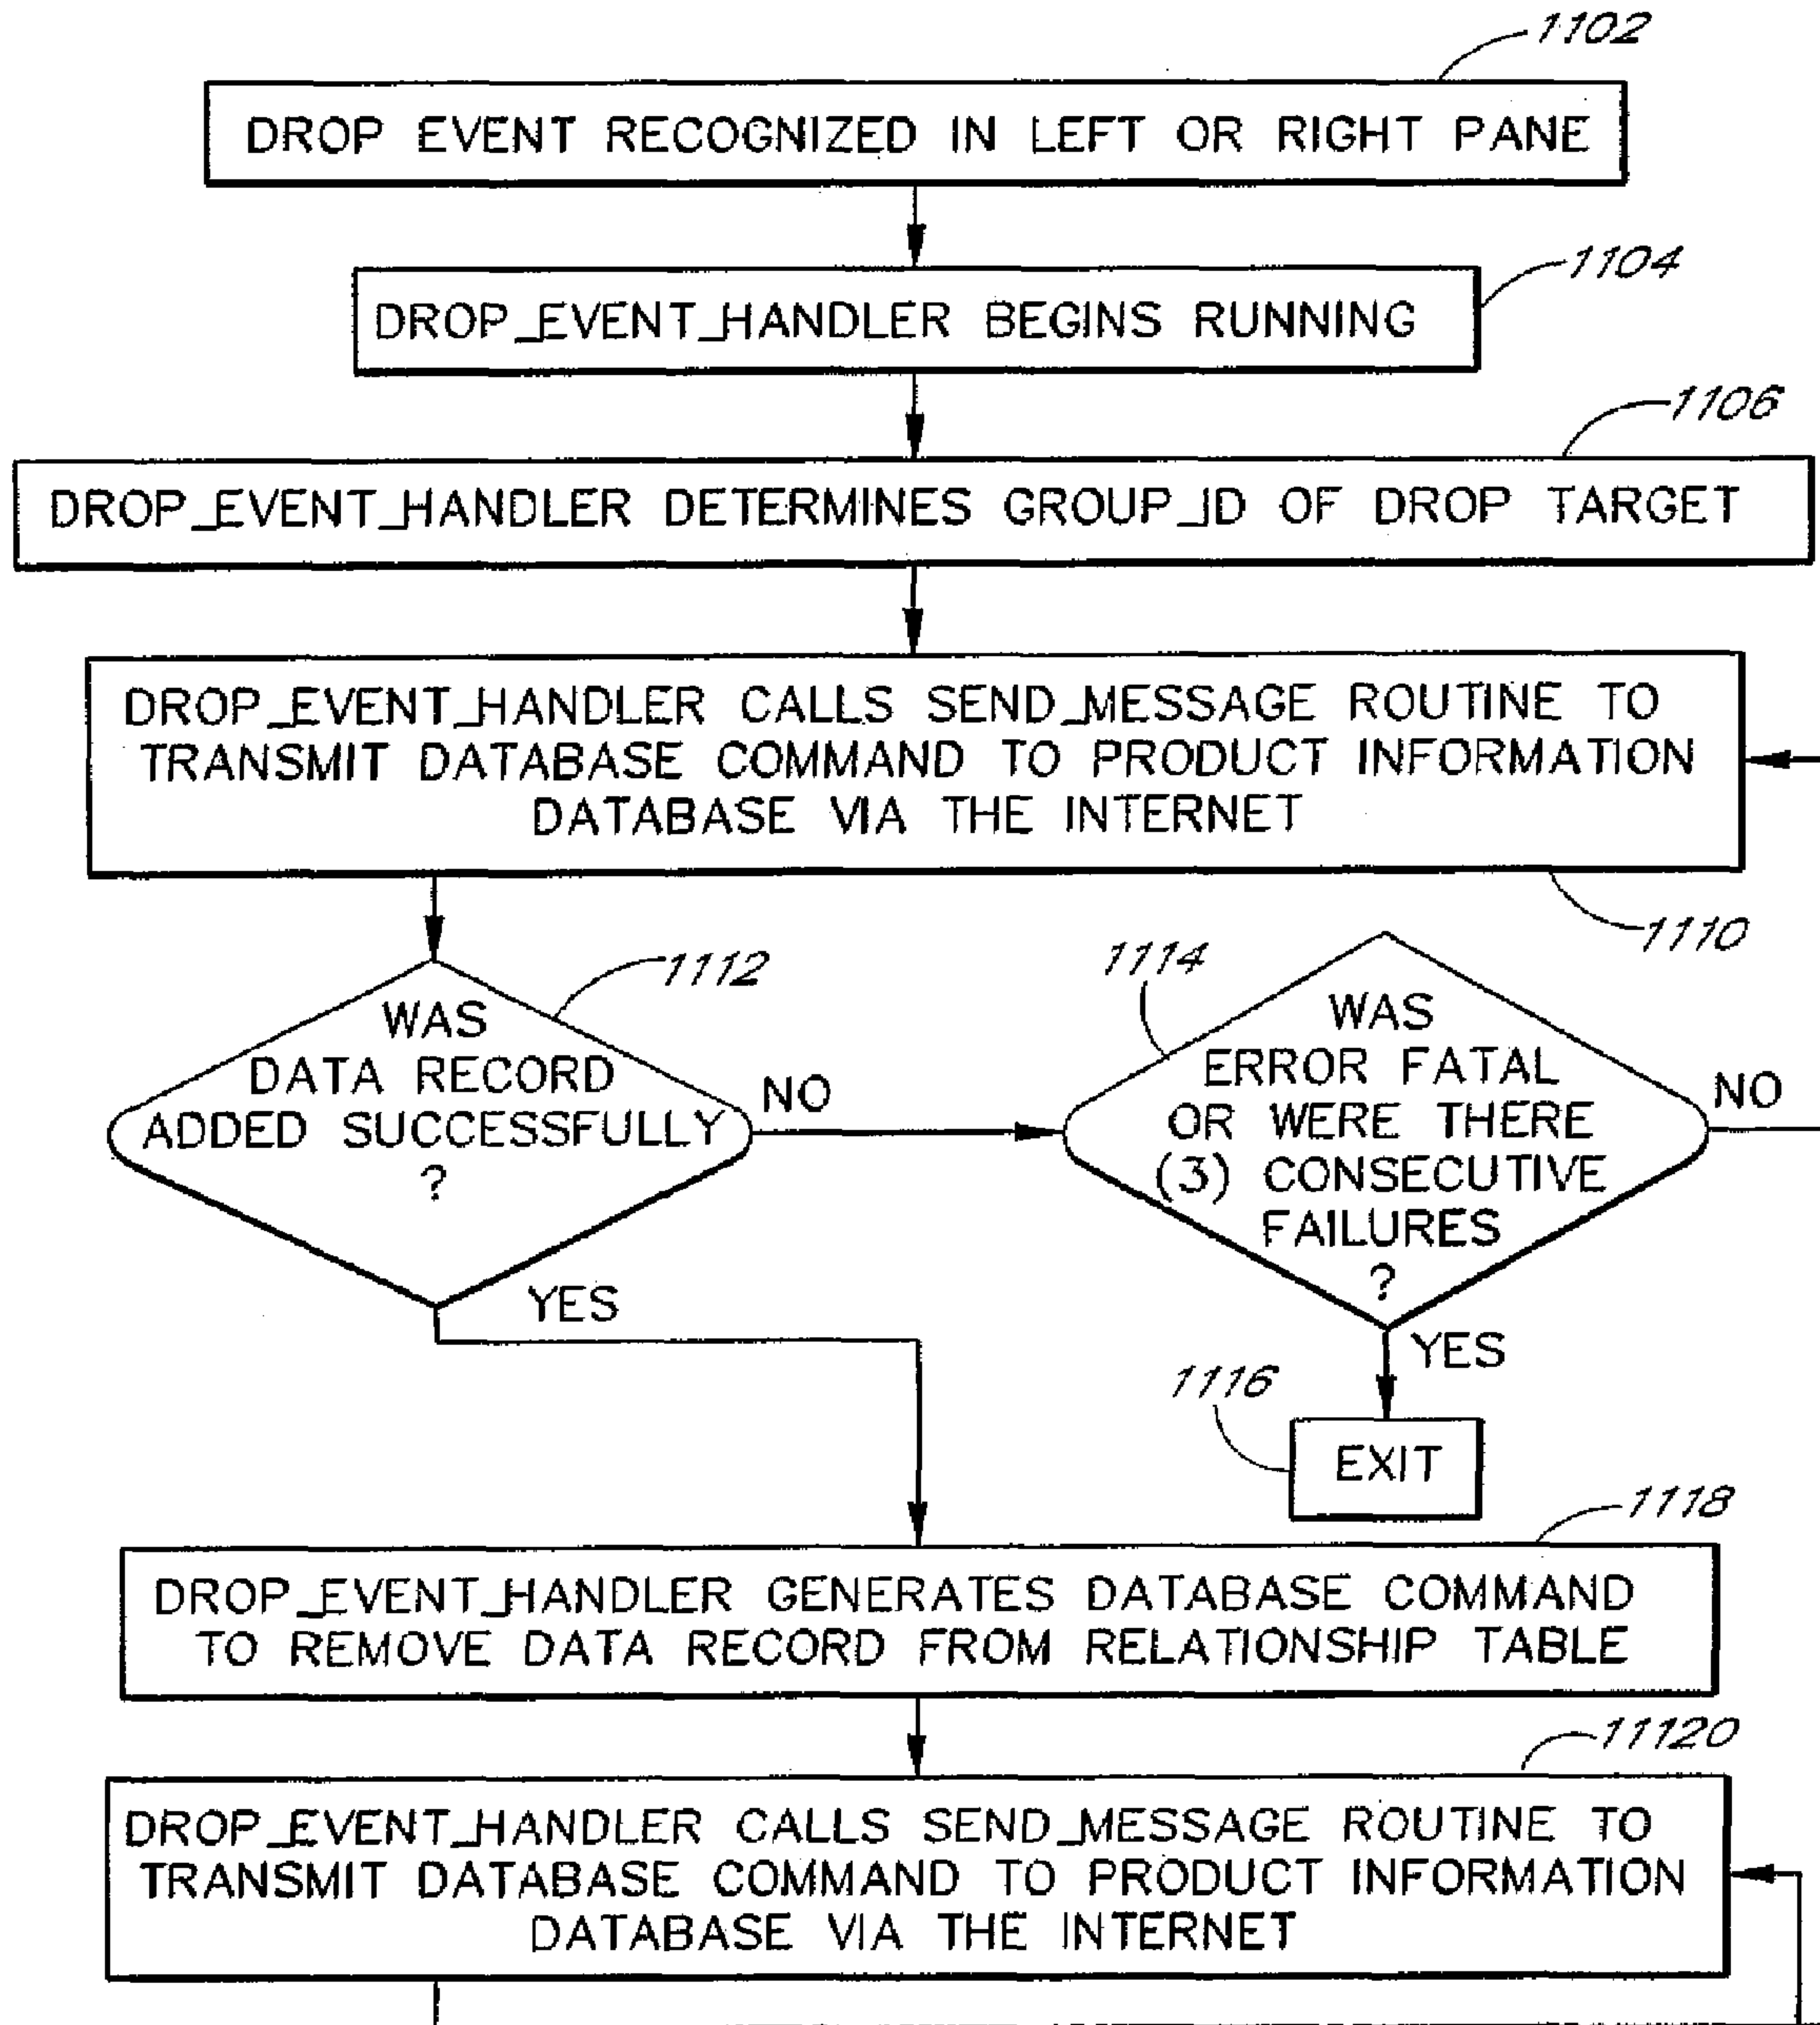 1102
DROP EVENT RECOGNIZED IN LEFT OR RIGHT PANE
1104
DROP_EVENT_HANDLER BEGINS RUNNING
1106
DROP_EVENT_HANDLER DETERMINES GROUP_ID OF DROP TARGET
DROP_EVENT_HANDLER CALLS SEND_MESSAGE ROUTINE TO
TRANSMIT DATABASE COMMAND TO PRODUCT INFORMATION
DATABASE VIA THE INTERNET
1110
1112
WAS
DATA RECORD
ADDED SUCCESSFULLY
?
NO
YES
1114
WAS
ERROR FATAL
OR WERE THERE
(3) CONSECUTIVE
FAILURES
?
NO
YES
1116
EXIT
1118
DROP_EVENT_HANDLER GENERATES DATABASE COMMAND
TO REMOVE DATA RECORD FROM RELATIONSHIP TABLE
11120
DROP_EVENT_HANDLER CALLS SEND_MESSAGE ROUTINE TO
TRANSMIT DATABASE COMMAND TO PRODUCT INFORMATION
DATABASE VIA THE INTERNET